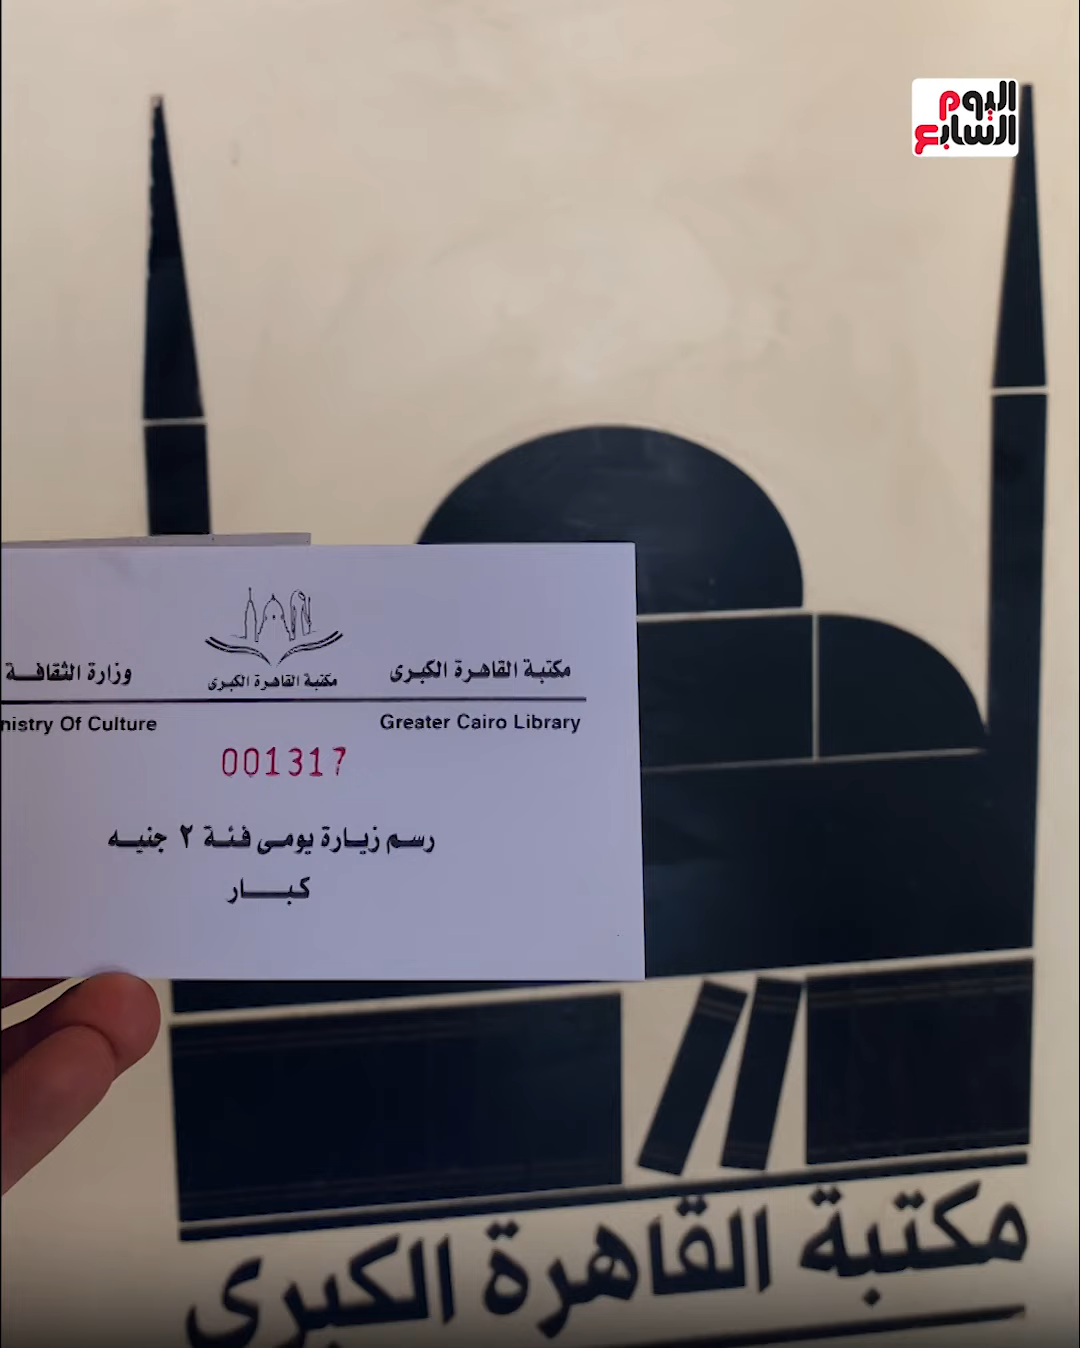 اليوم
السابع
وزارة الثقافة
مكتبة القاهرة الكبرى
مكتبة القاهرة الكبرى
nistry Of Culture
Greater Cairo Library
001317
رسم زيارة يومى فئة ٢ جنيه
كبار
مكتبة القاهرة الكبرى